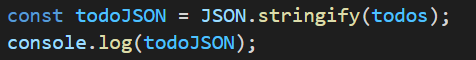 const todoJSON = JSON.stringify(todos);
console.log(todoJSON);